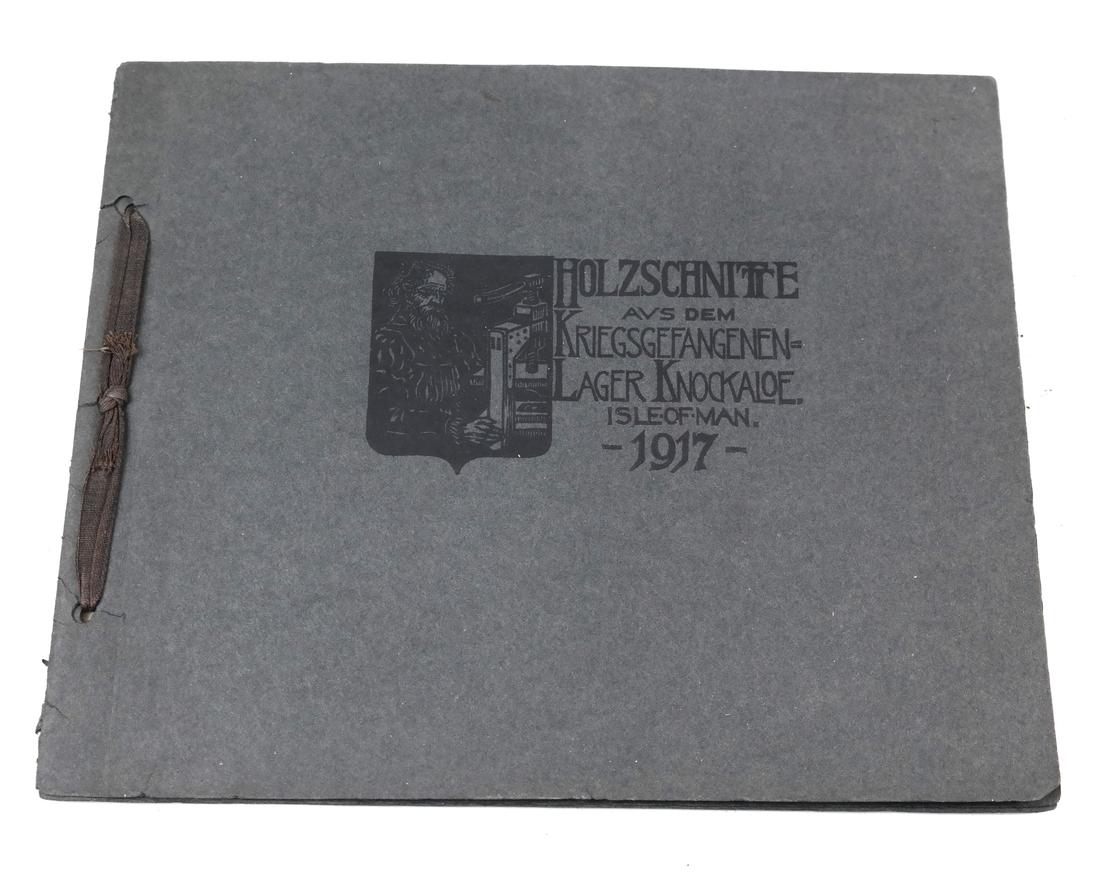 HOLZSCHNITTE
AVS DEM
KRIEGSGEFANGENEN=
LAGER KNOCKALOE.
ISLE·OF·MAN.
- 1917 -